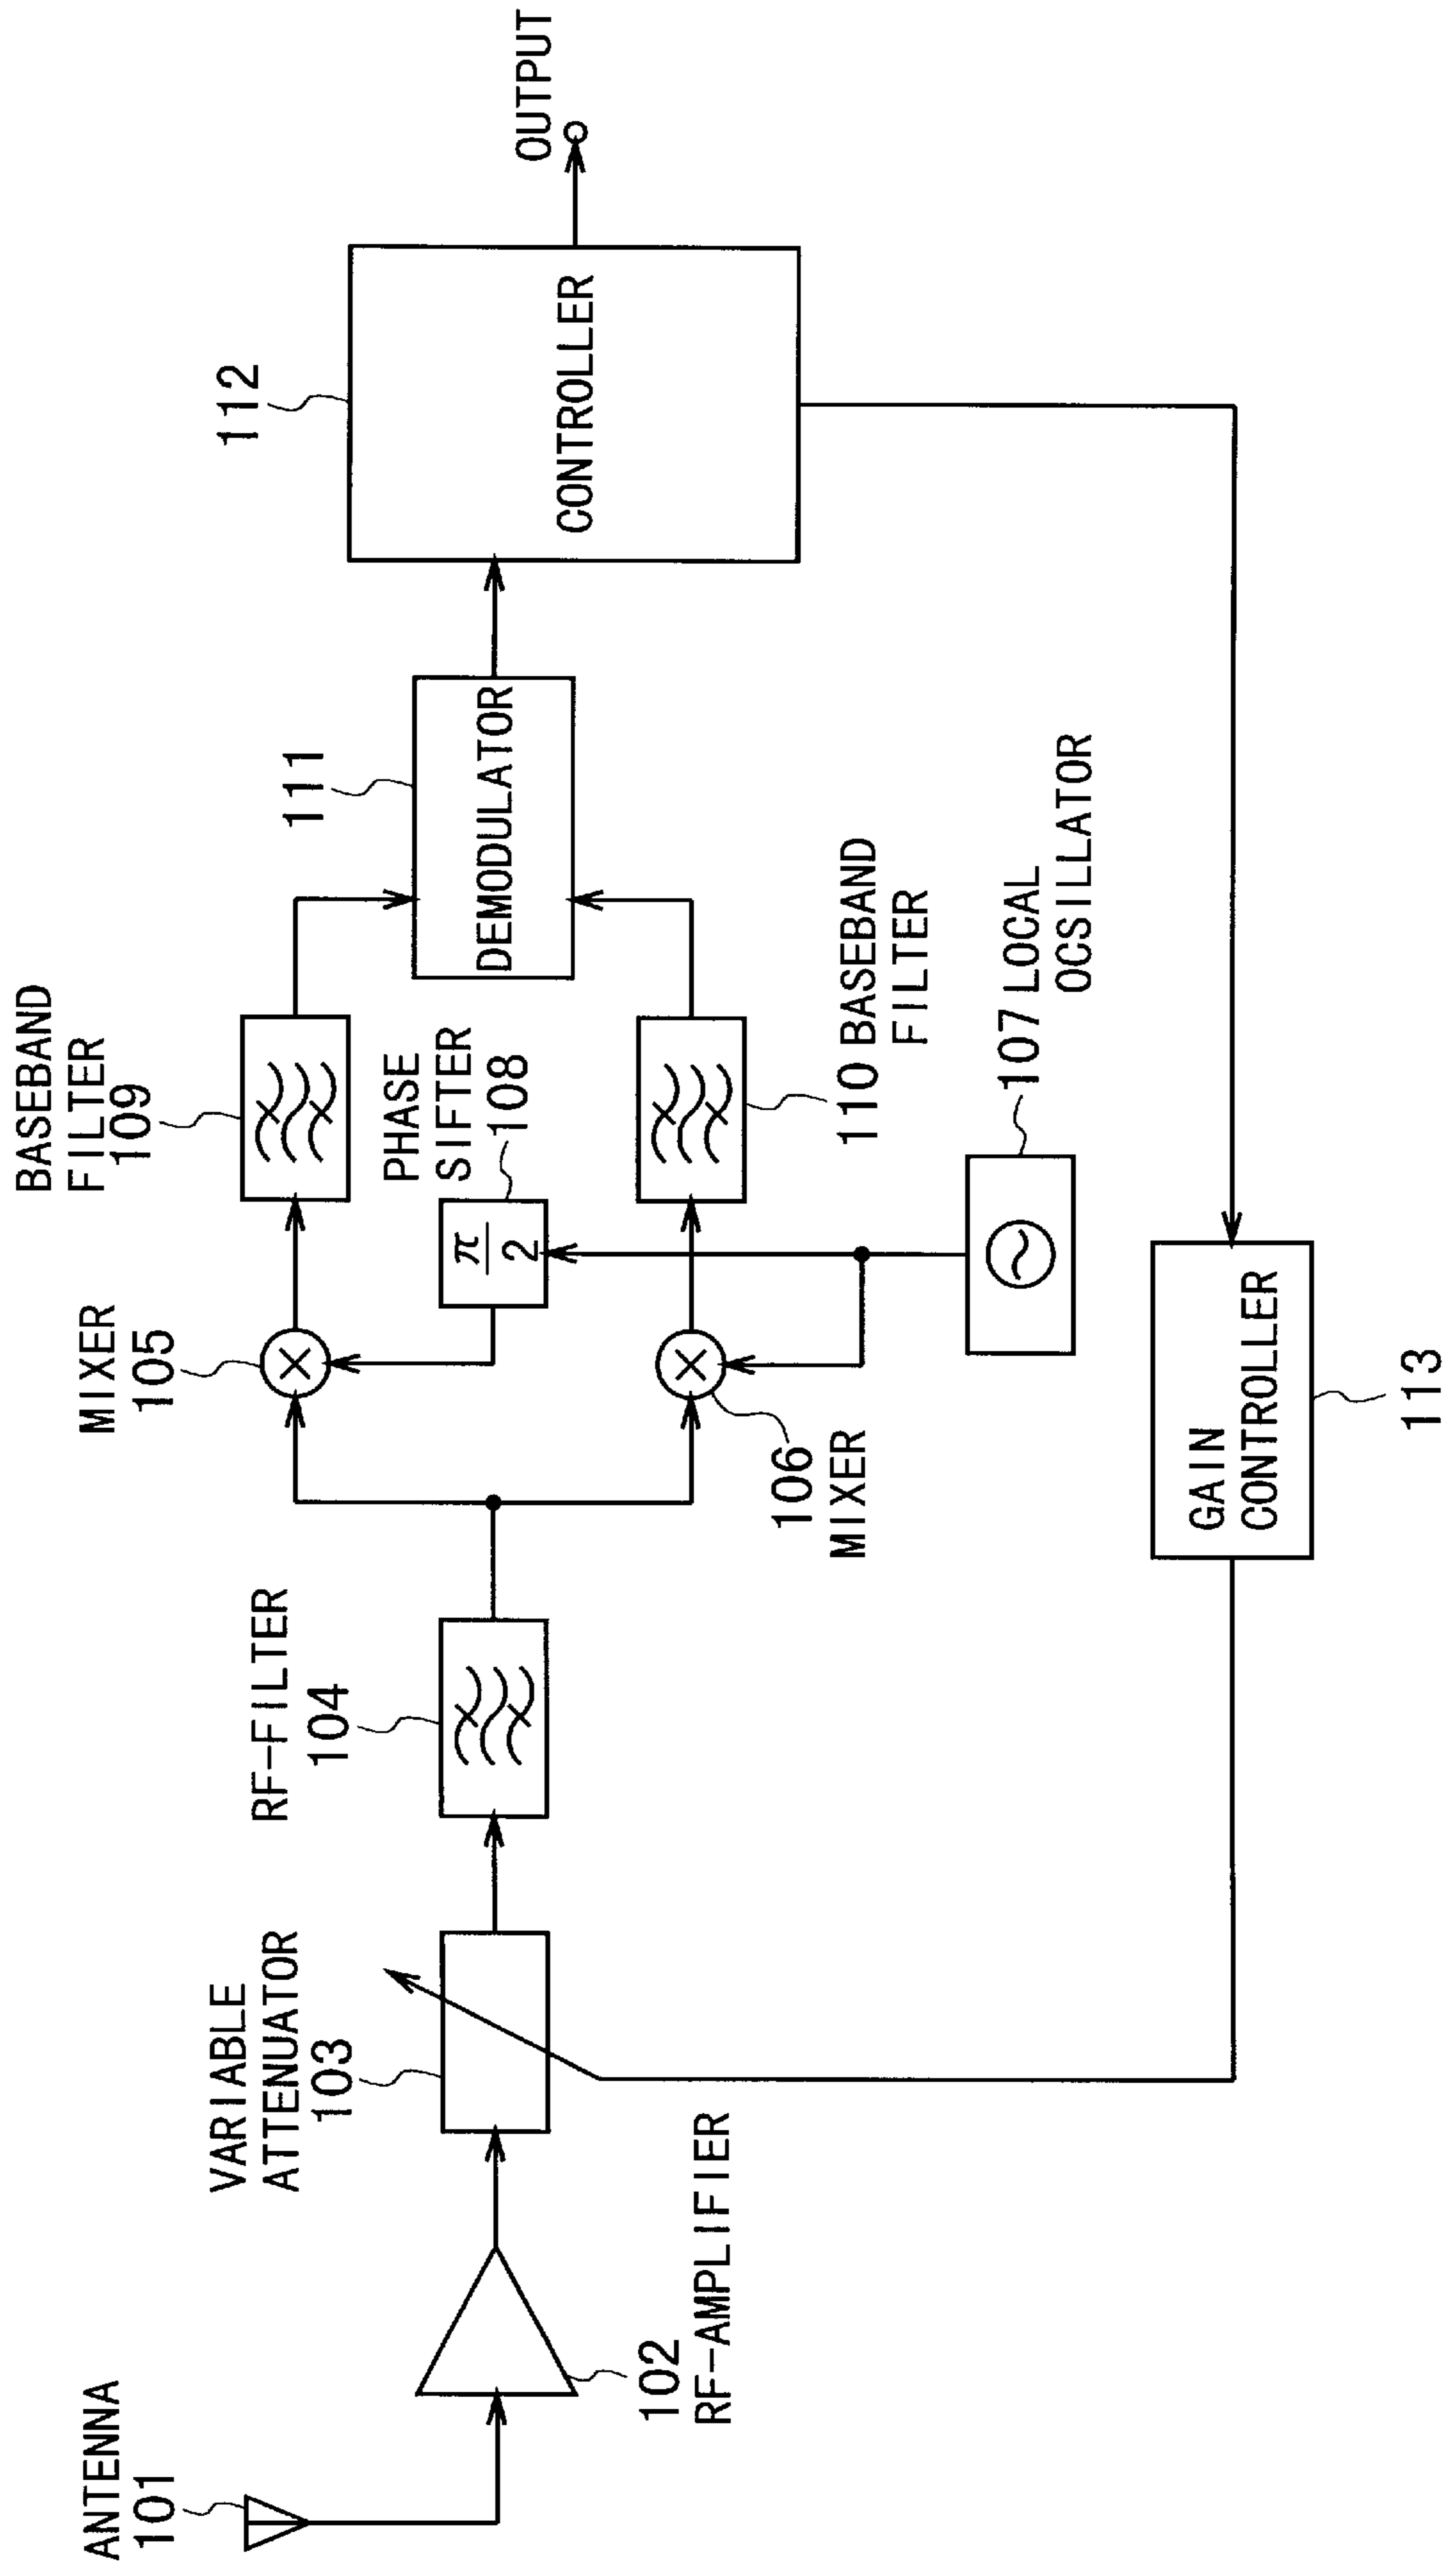 ANTENNA
101
102
RF-AMPLIFIER
VARIABLE
ATTENUATOR
103
RF-FILTER
104
MIXER
105
106
MIXER
BASEBAND
FILTER
109
PHASE
SIFTER
108
π
2
110 BASEBAND
FILTER
107 LOCAL
OCSILLATOR
111
DEMODULATOR
112
CONTROLLER
OUTPUT
GAIN
CONTROLLER
113